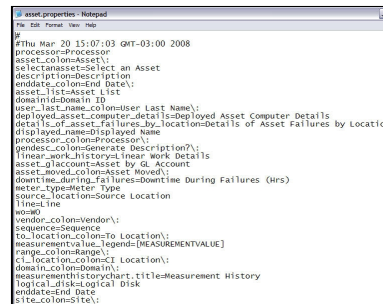 asset.properties - Notepad
File Edit Format View Help
#
#Thu Mar 20 15:07:03 GMT-03:00 2008
processor=Processor
asset_colon=Asset\:
selectanasset=Select an Asset
description=Description
enddate_colon=End Date\:
asset_list=Asset List
domainid=Domain ID
user_last_name_colon=User Last Name\:
deployed_asset_computer_details=Deployed Asset Computer Details
details_of_asset_failures_by_location=Details of Asset Failures by Locatio
displayed_name=Displayed Name
processor_colon=Processor\:
gendesc_colon=Generate Description?\:
linear_work_history=Linear Work Details
asset_glaccount=Asset by GL Account
asset_moved_colon=Asset Moved\:
downtime_during_failures=Downtime During Failures (Hrs)
meter_type=Meter Type
source_location=Source Location
line=Line
wo=WO
vendor_colon=Vendor\:
sequence=Sequence
to_location_colon=To Location\:
measurementvalue_legend=[MEASUREMENTVALUE]
range_colon=Range\:
ci_location_colon=CI Location\:
domain_colon=Domain\:
measurementhistorychart.title=Measurement History
logical_disk=Logical Disk
enddate=End Date
site_colon=Site\: